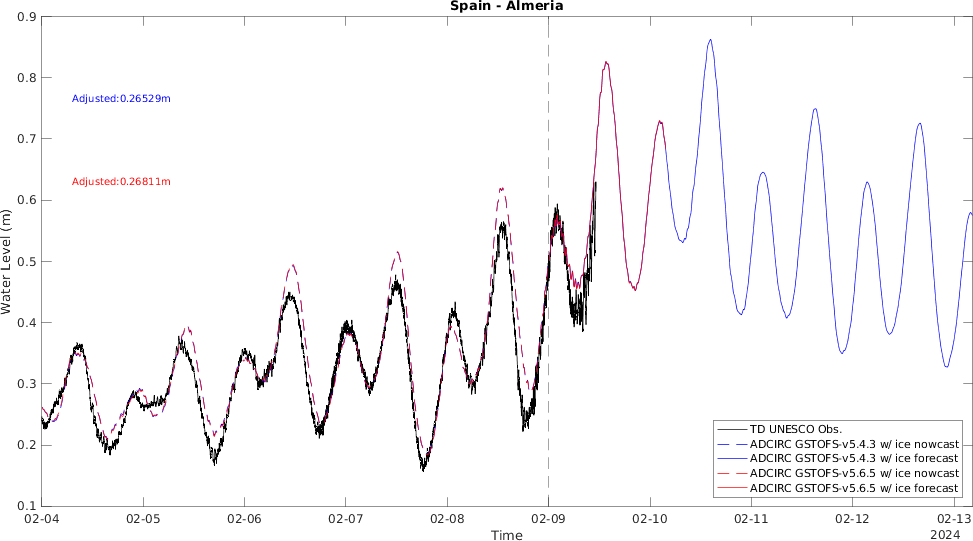 Spain - Almeria
0.9
0.8
0.7
0.6
0.5
0.4
0.3
0.2
0.1
Water Level (m)
Adjusted:0.26529m
Adjusted:0.26811m
TD UNESCO Obs.
ADCIRC GSTOFS-v5.4.3 w/ ice nowcast
ADCIRC GSTOFS-v5.4.3 w/ ice forecast
ADCIRC GSTOFS-v5.6.5 w/ ice nowcast
ADCIRC GSTOFS-v5.6.5 w/ ice forecast
02-04 02-05 02-06 02-07 02-08 02-09 02-10 02-11 02-12 02-13
Time
2024